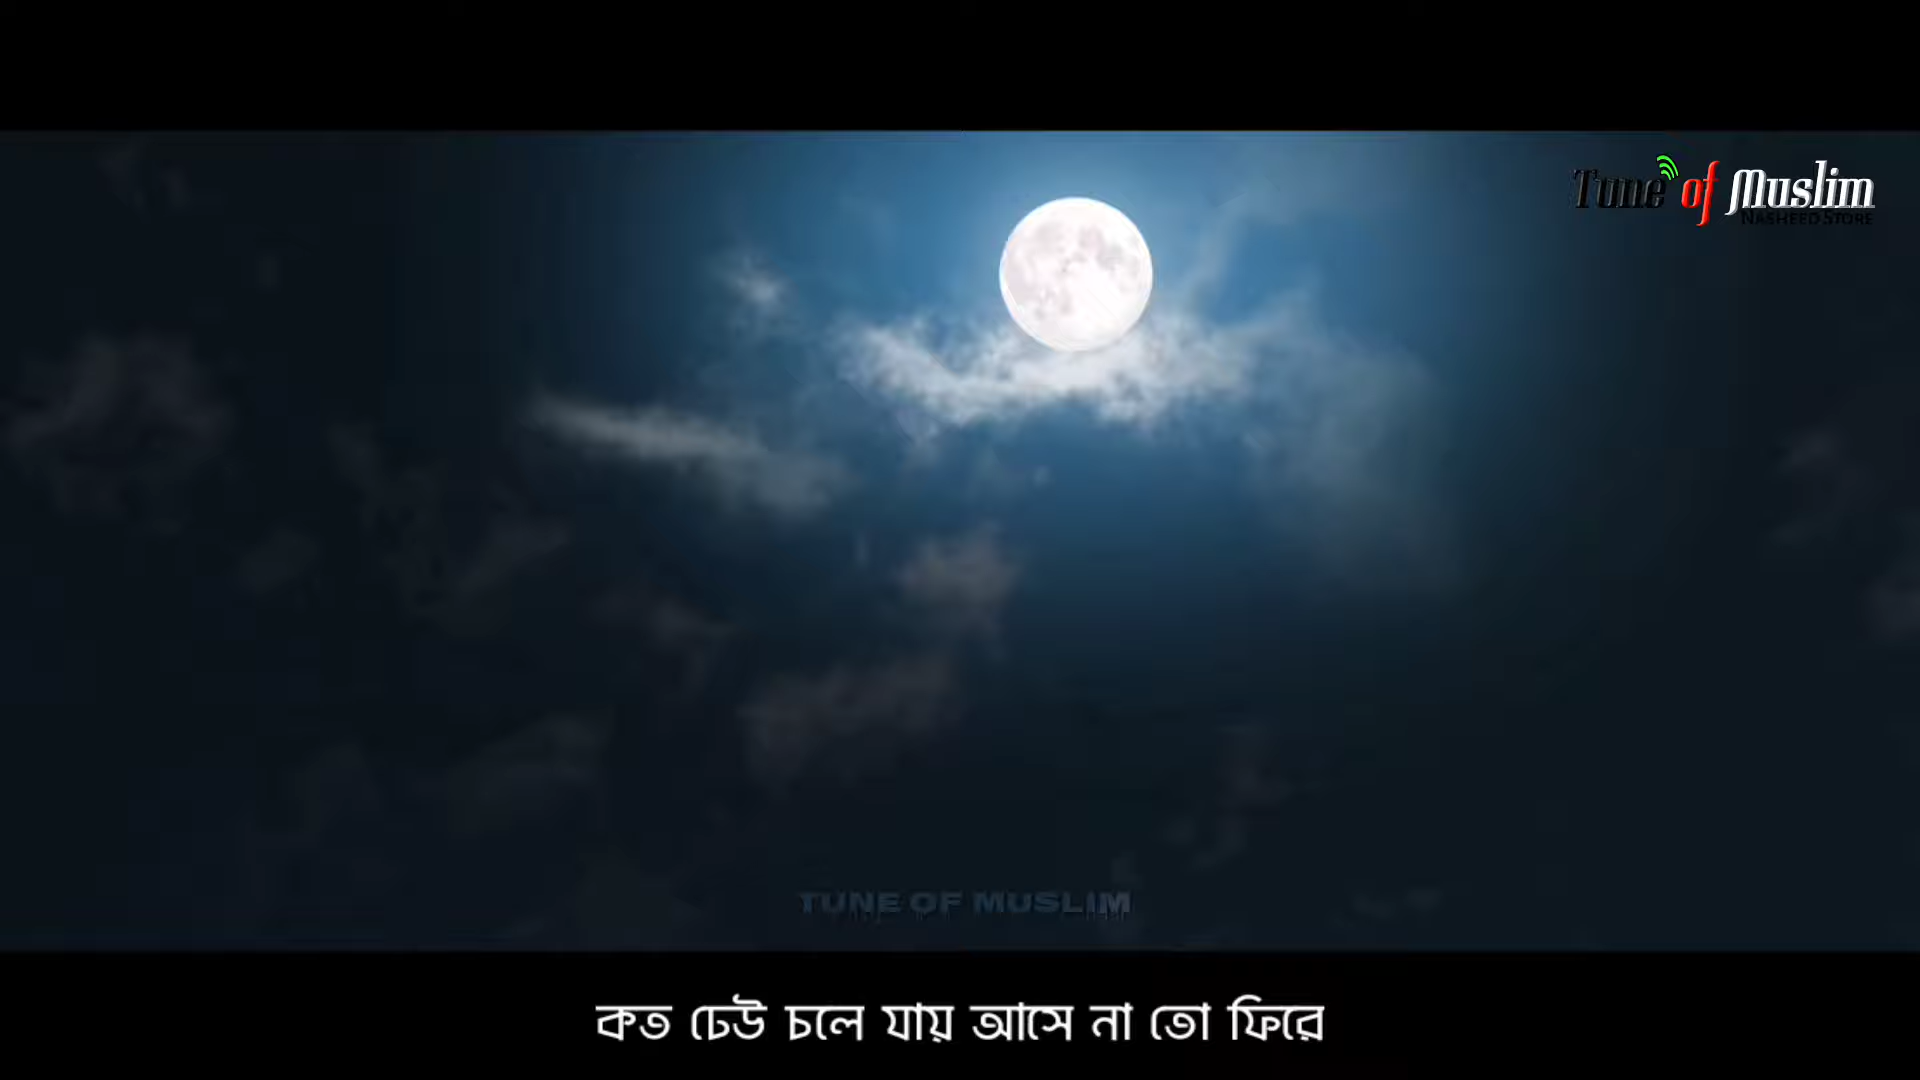 Tune of Muslim
NASHEED STORE
TUNE OF MUSLIM
কত ঢেউ চলে যায় আসে না তো ফিরে